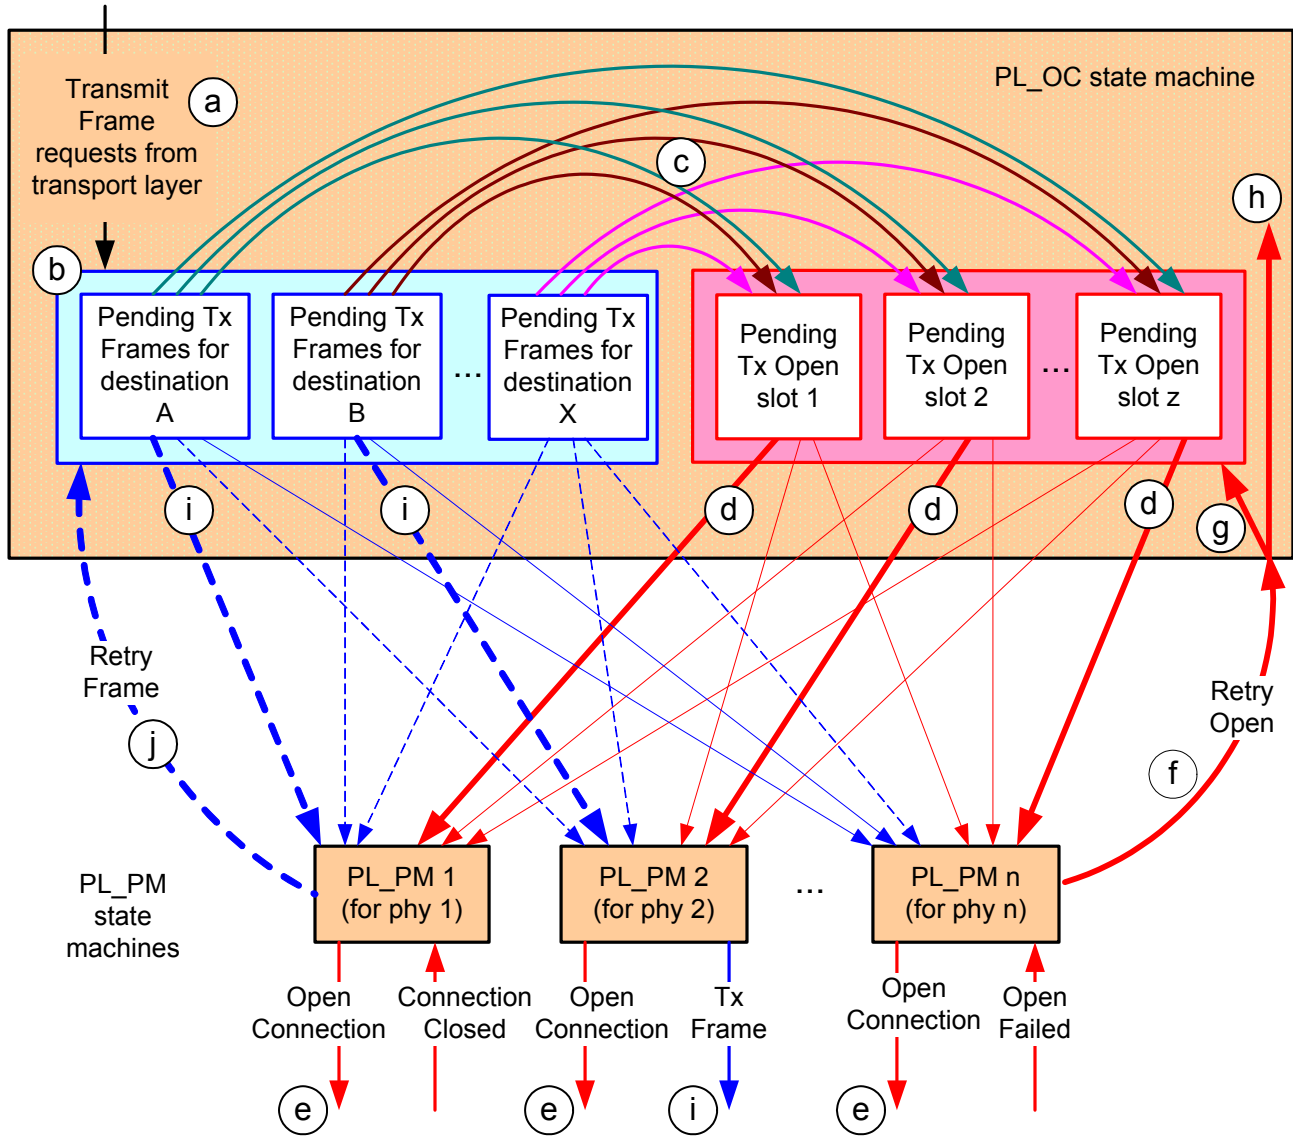 Transmit
Frame
requests from
transport layer
a
PL_OC state machine
c
h
b
Pending Tx
Frames for
destination
A
Pending Tx
Frames for
destination
B
...
Pending Tx
Frames for
destination
X
Pending
Tx Open
slot 1
Pending
Tx Open
slot 2
...
Pending
Tx Open
slot z
i
i
d
d
d
g
Retry
Frame
j
Retry
Open
f
PL_PM
state
machines
PL_PM 1
(for phy 1)
PL_PM 2
(for phy 2)
...
PL_PM n
(for phy n)
Open
Connection
Connection
Closed
Open
Connection
Tx
Frame
Open
Connection
Open
Failed
e
e
i
e